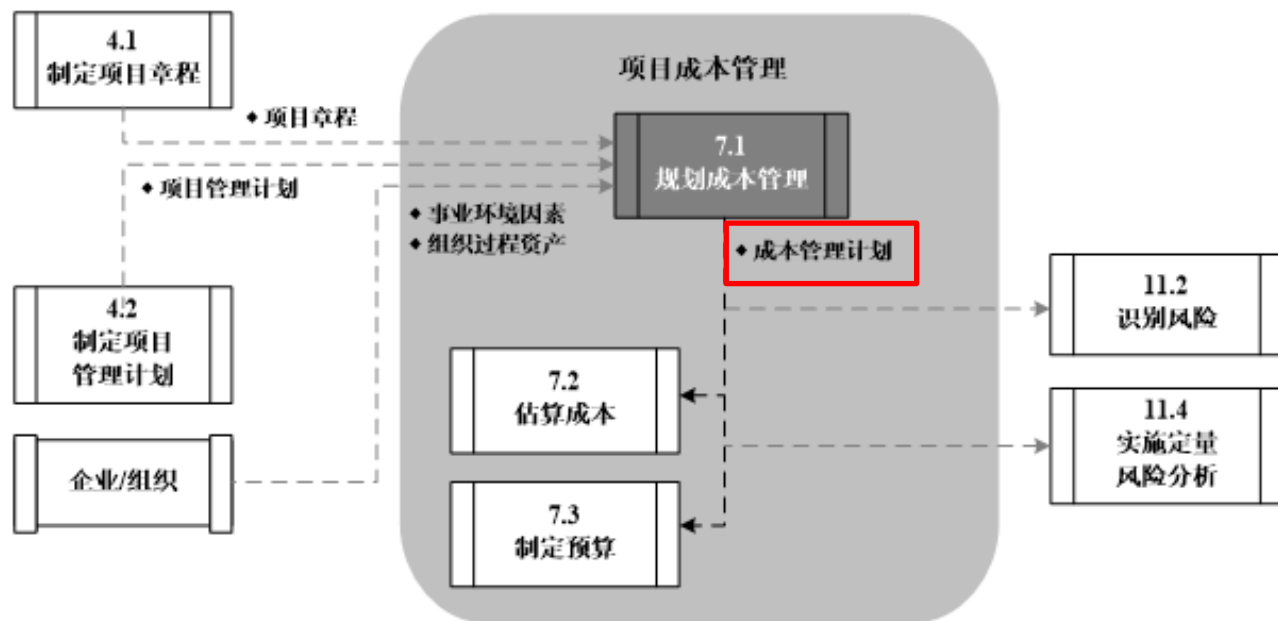 4.1
制定项目章程
项目成本管理
◆ 项目章程
7.1
规划成本管理
◆ 项目管理计划
◆ 事业环境因素
◆ 组织过程资产
◆ 成本管理计划
4.2
制定项目
管理计划
11.2
识别风险
7.2
估算成本
11.4
实施定量
风险分析
企业/组织
7.3
制定预算